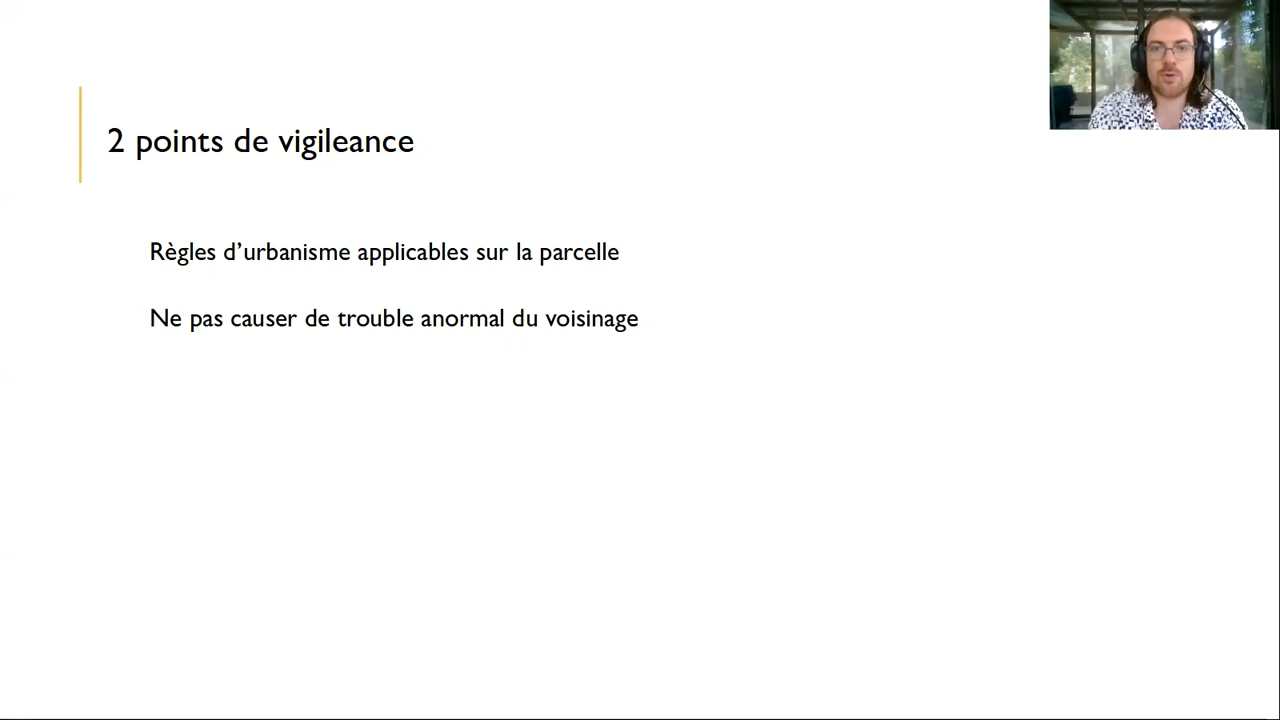 2 points de vigileance
Règles d’urbanisme applicables sur la parcelle
Ne pas causer de trouble anormal du voisinage